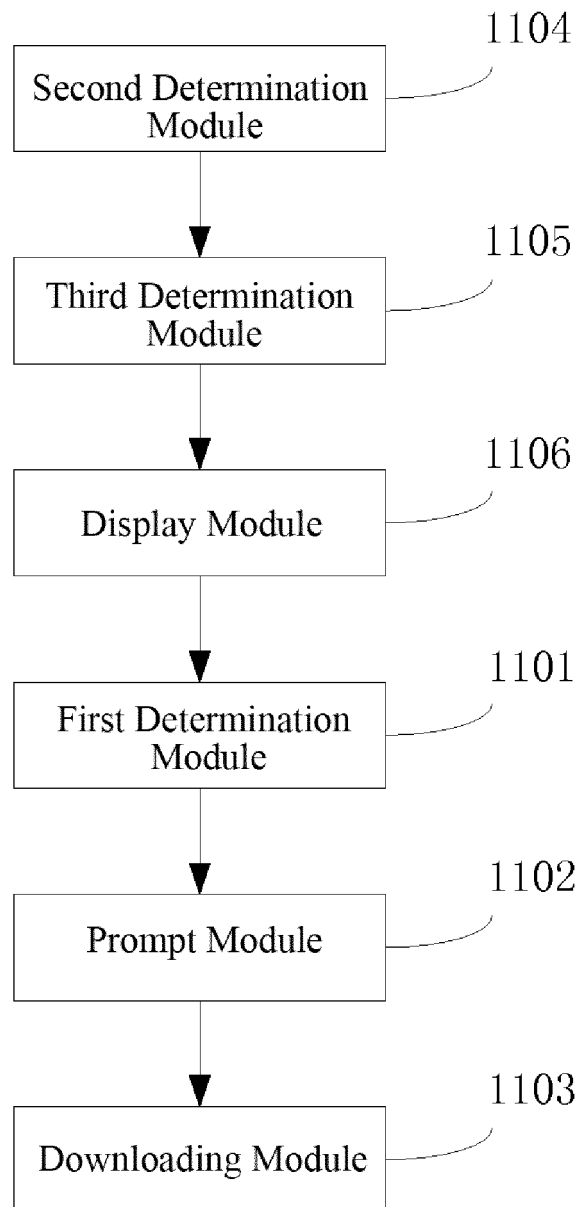 1104
Second Determination
Module
1105
Third Determination
Module
1106
Display Module
1101
First Determination
Module
1102
Prompt Module
1103
Downloading Module